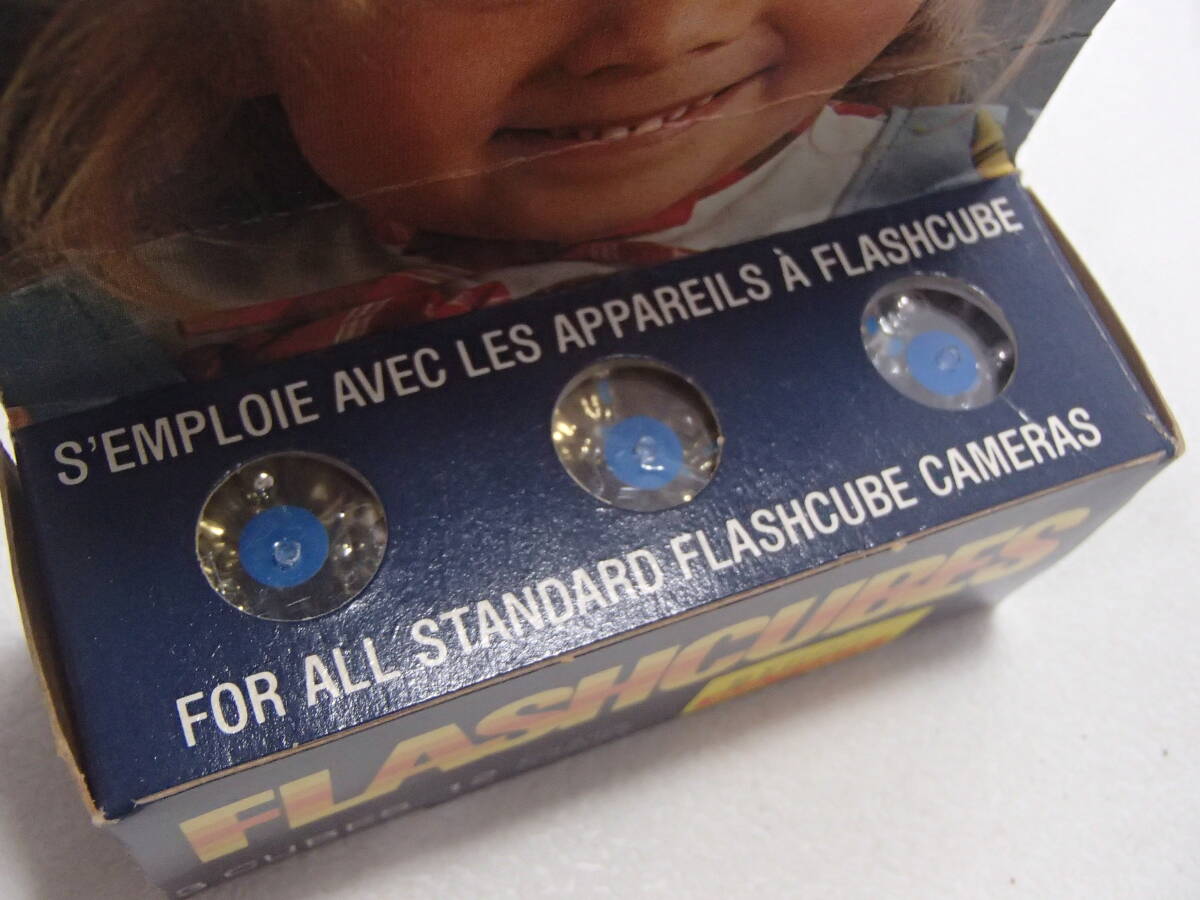 S'EMPLOIE AVEC LES APPAREILS À FLASHCUBE
FOR ALL STANDARD FLASHCUBE CAMERAS
FLASHCUBES